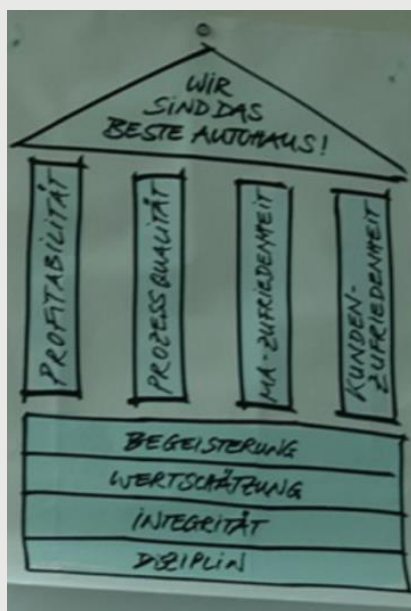 WIR
SIND DAS
BESTE AUTOHAUS!
PROFITABILITÄT
PROZESSQUALITÄT
MA-ZUFRIEDENHEIT
KUNDEN-
ZUFRIEDENHEIT
BEGEISTERUNG
WERTSCHÄTZUNG
INTEGRITÄT
DISZIPLIN